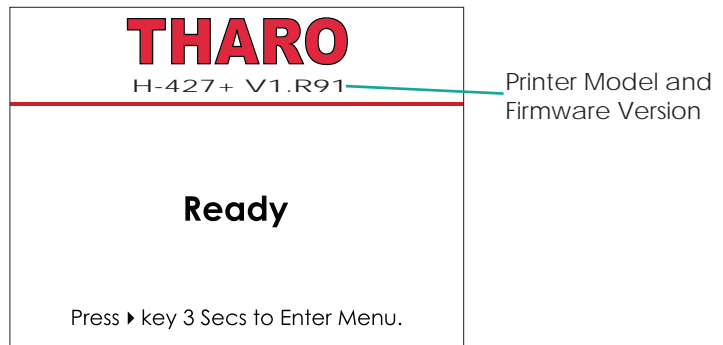 THARO
H-427+ V1.R91
Printer Model and
Firmware Version
Ready
Press ▶ key 3 Secs to Enter Menu.